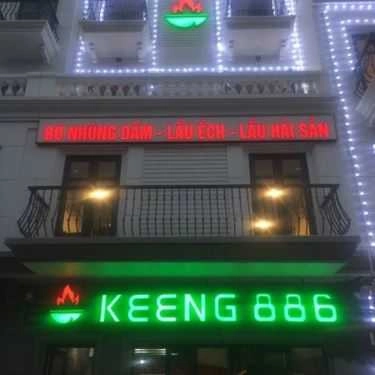 BÒ NHÚNG DẤM - LẨU ẾCH - LẨU HẢI SẢN
KEENG 886